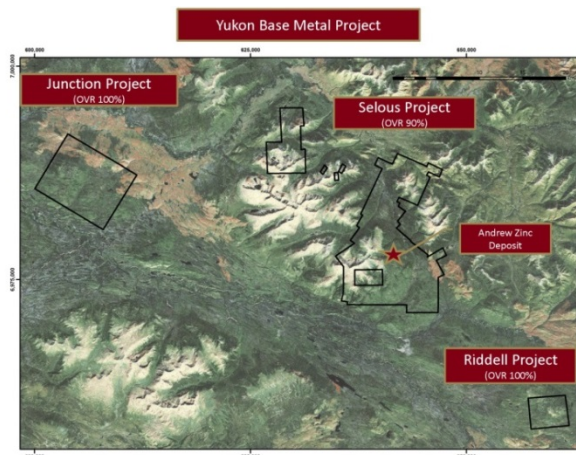 Yukon Base Metal Project
Junction Project
(OVR 100%)
Selous Project
(OVR 90%)
Andrew Zinc
Deposit
Riddell Project
(OVR 100%)